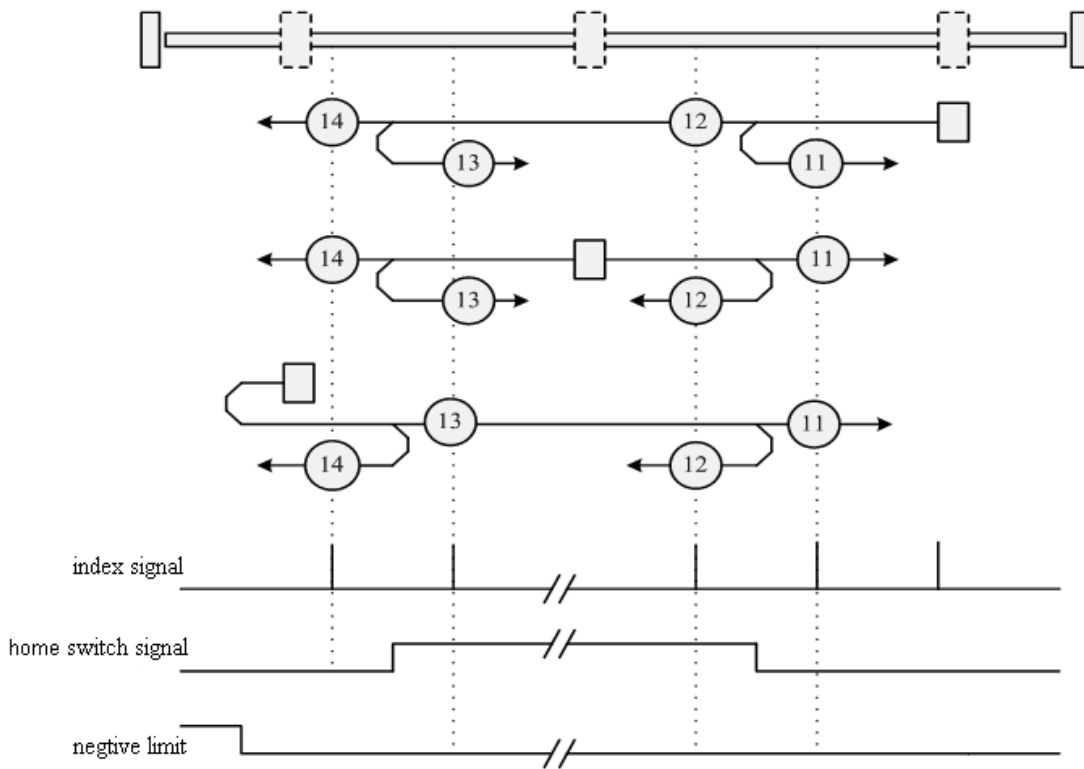 14 12
13 11
14 11
13 12
13 11
14 12
index signal
home switch signal
negtive limit